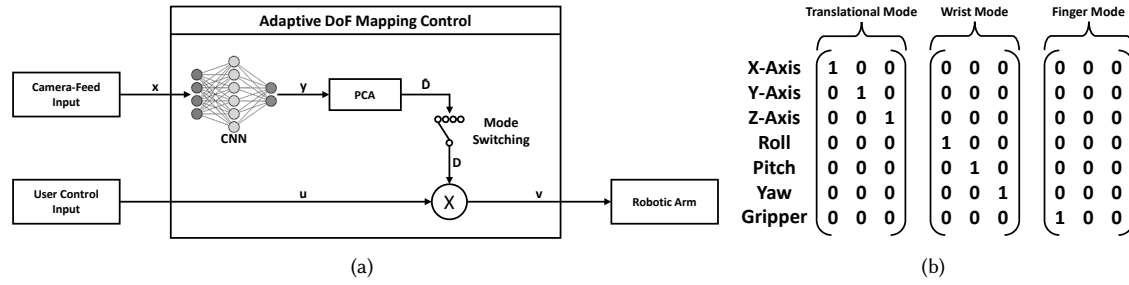 Adaptive DoF Mapping Control
Camera-Feed
Input
x
CNN
y
PCA
D̂
Mode
Switching
D
User Control
Input
u
X
v
Robotic Arm
(a)
Translational Mode Wrist Mode Finger Mode
X-Axis 1 0 0 0 0 0 0 0 0
Y-Axis 0 1 0 0 0 0 0 0 0
Z-Axis 0 0 1 0 0 0 0 0 0
Roll 0 0 0 1 0 0 0 0 0
Pitch 0 0 0 0 1 0 0 0 0
Yaw 0 0 0 0 0 1 0 0 0
Gripper 0 0 0 0 0 0 1 0 0
(b)